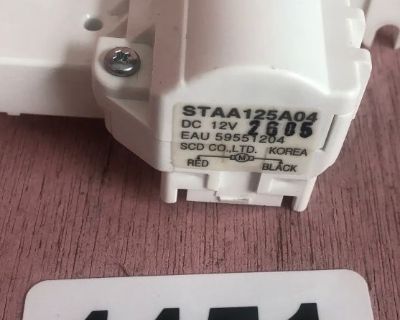 STAA125A04
DC 12V 2605
EAU 59551204
SCD CO.,LTD. KOREA
M
RED BLACK